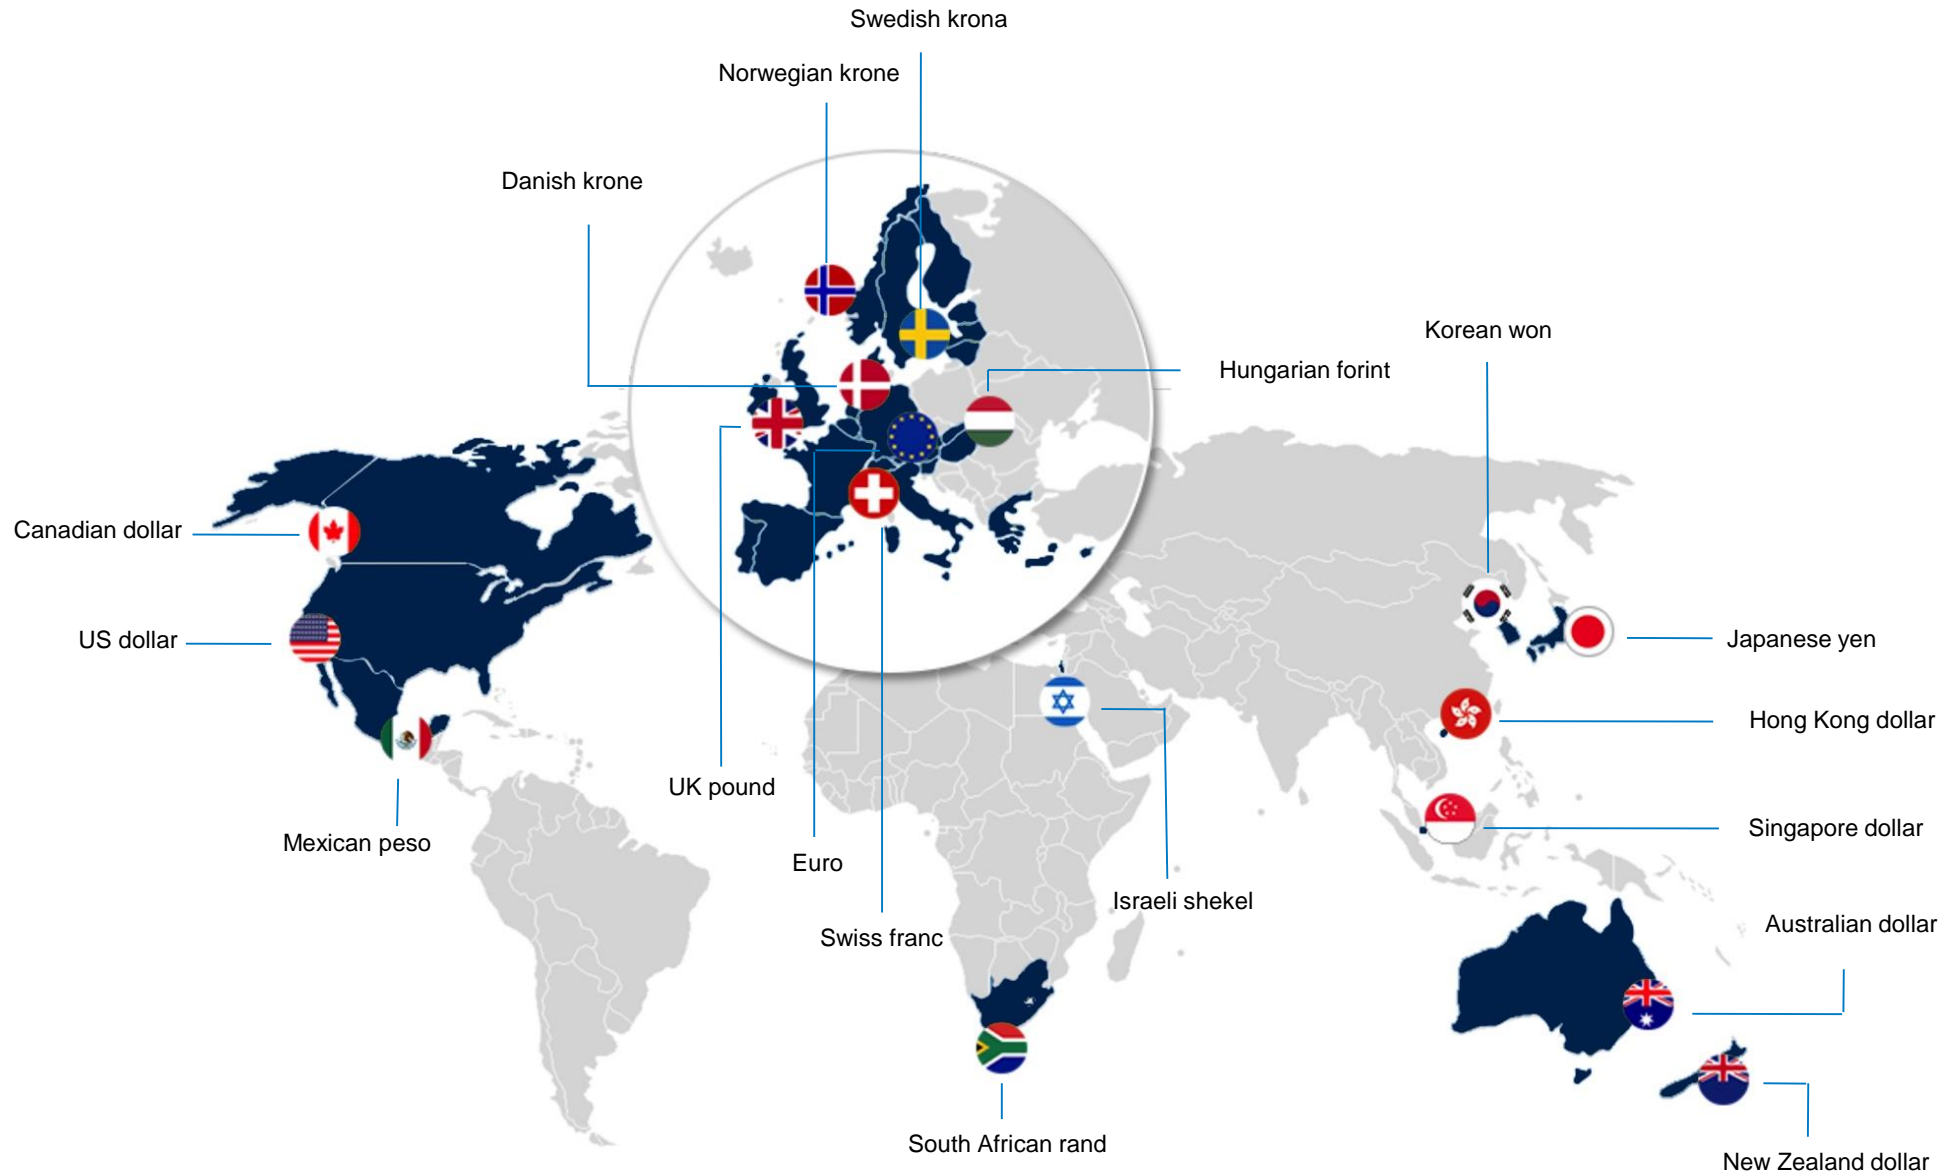 Swedish krona
Norwegian krone
Danish krone
Korean won
Hungarian forint
Canadian dollar
US dollar
Japanese yen
Hong Kong dollar
UK pound
Mexican peso
Singapore dollar
Euro
Israeli shekel
Australian dollar
Swiss franc
South African rand
New Zealand dollar